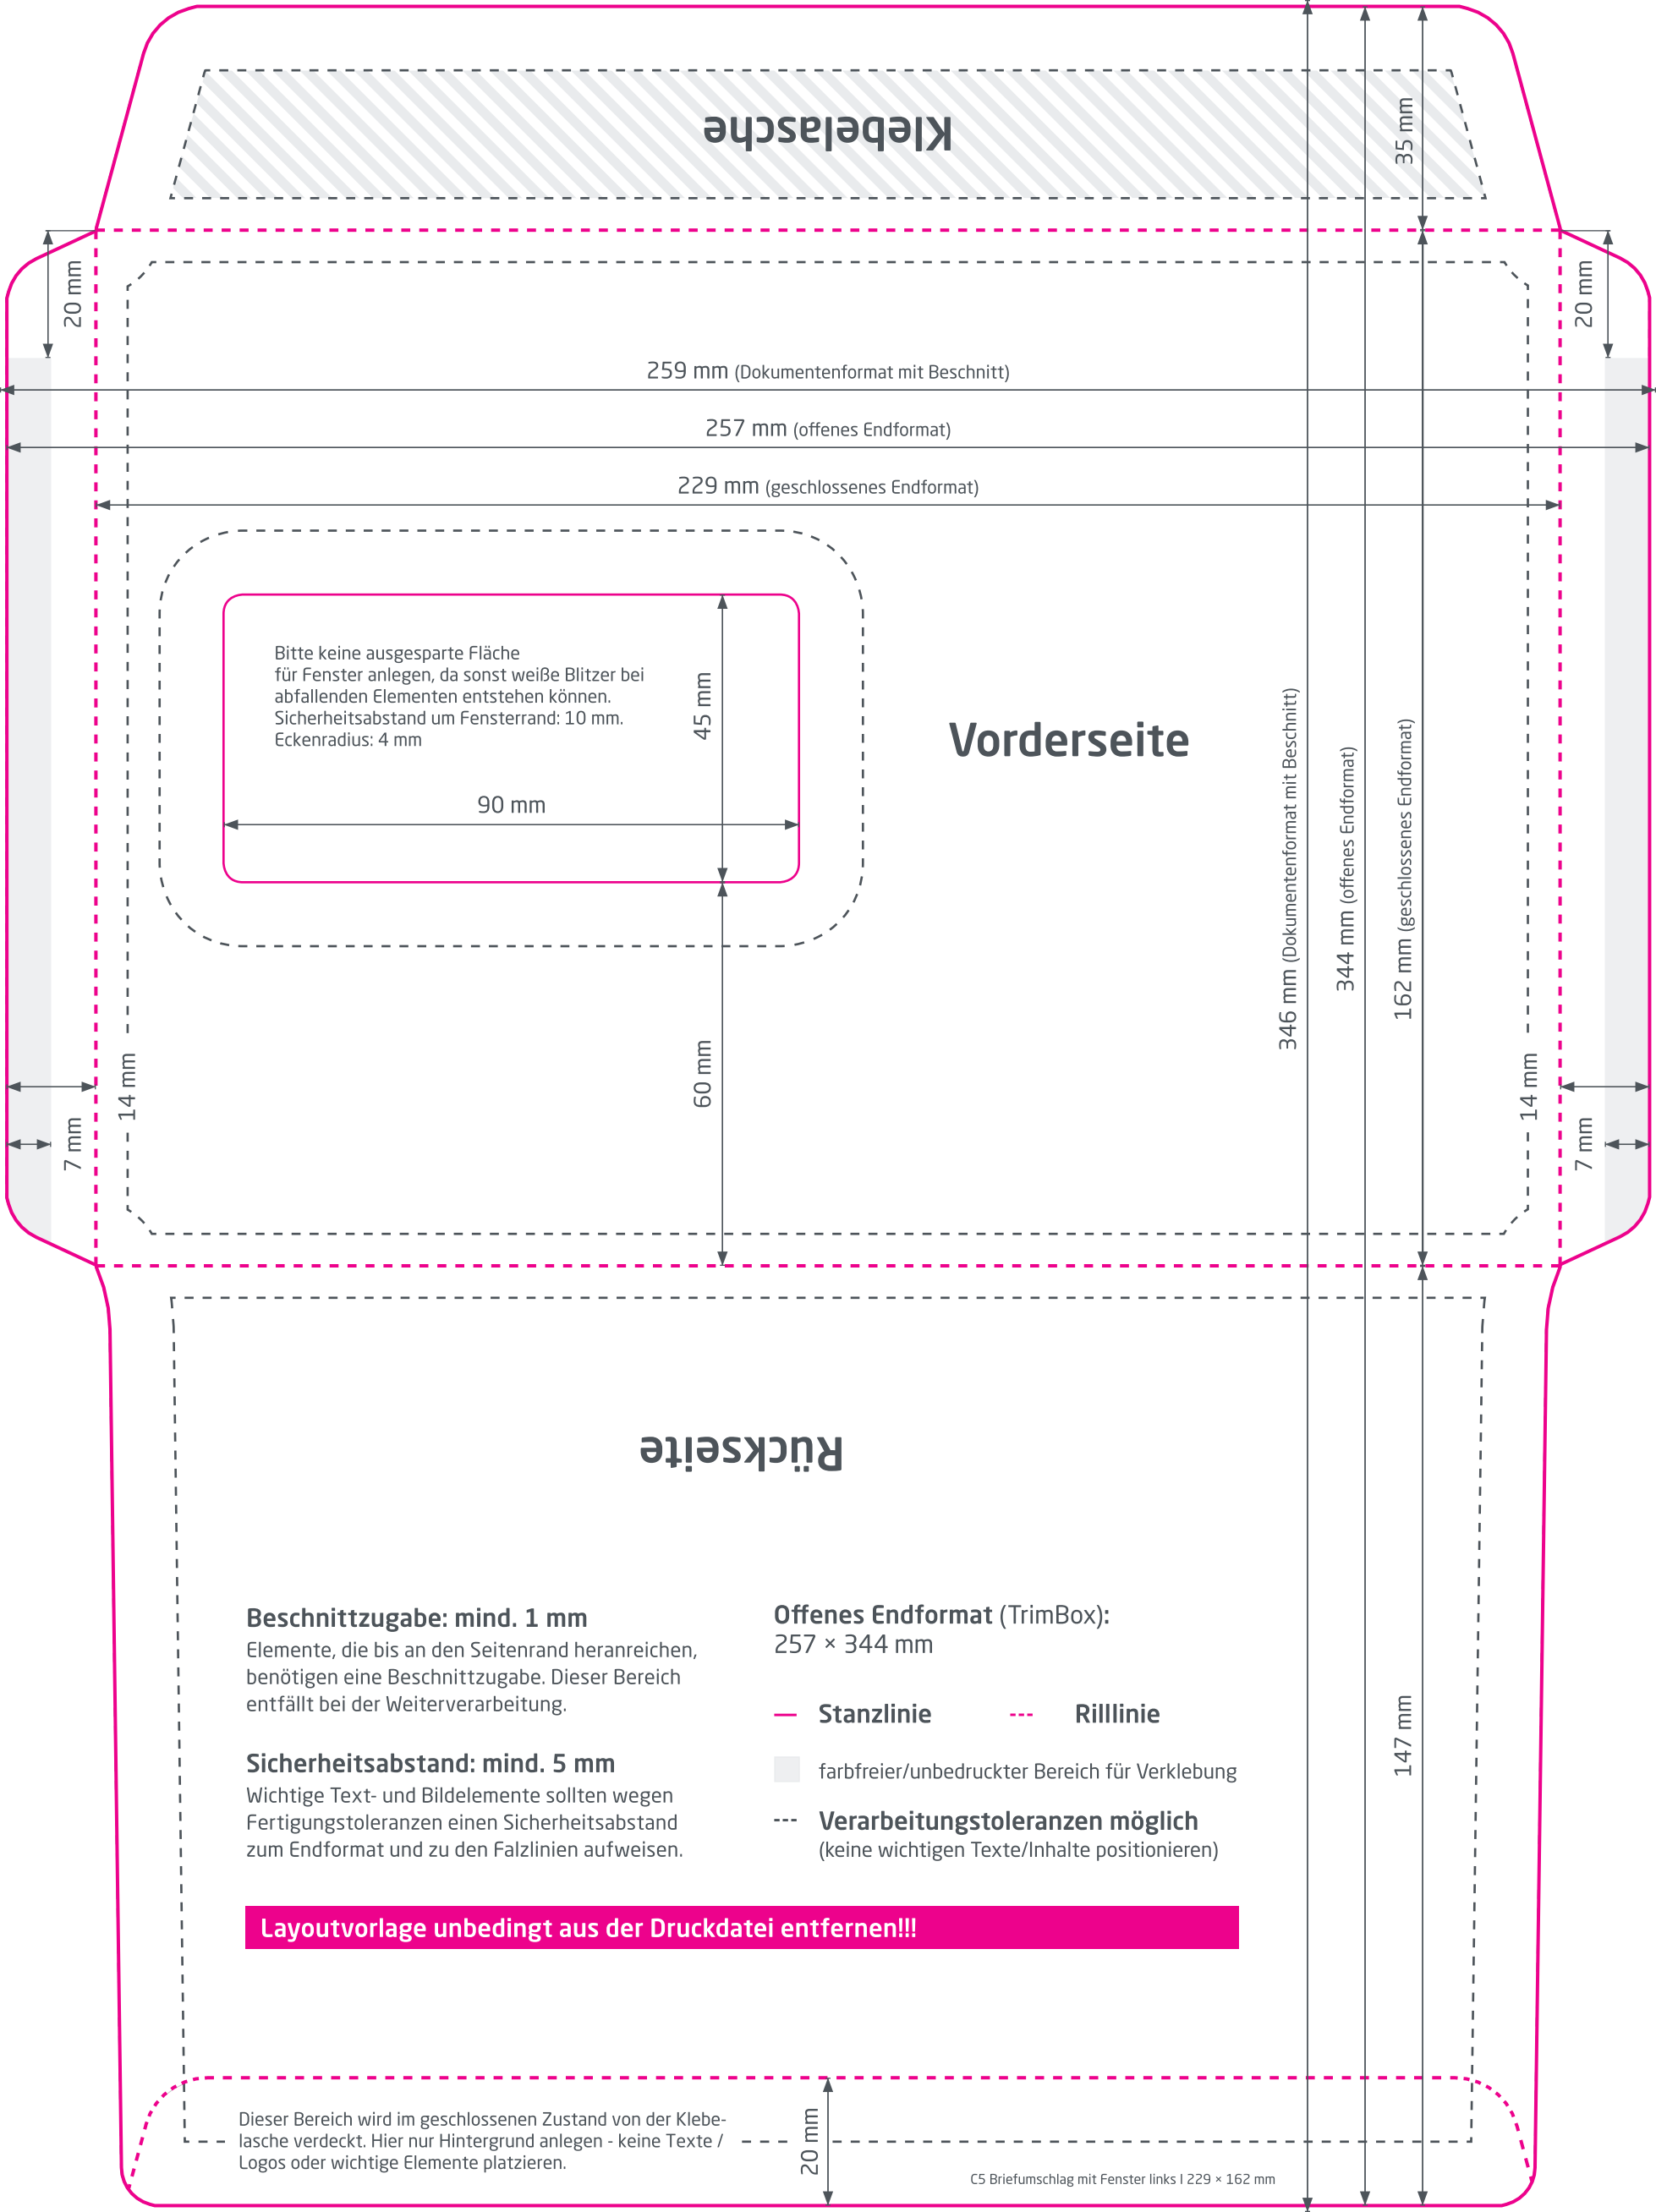 Klebelasche
35 mm
20 mm
20 mm
259 mm (Dokumentenformat mit Beschnitt)
257 mm (offenes Endformat)
229 mm (geschlossenes Endformat)
Bitte keine ausgesparte Fläche
für Fenster anlegen, da sonst weiße Blitzer bei
abfallenden Elementen entstehen können.
Sicherheitsabstand um Fensterrand: 10 mm.
Eckenradius: 4 mm
45 mm
90 mm
Vorderseite
346 mm (Dokumentenformat mit Beschnitt)
344 mm (offenes Endformat)
162 mm (geschlossenes Endformat)
60 mm
14 mm
14 mm
7 mm
7 mm
Rückseite
Beschnittzugabe: mind. 1 mm
Elemente, die bis an den Seitenrand heranreichen,
benötigen eine Beschnittzugabe. Dieser Bereich
entfällt bei der Weiterverarbeitung.
Sicherheitsabstand: mind. 5 mm
Wichtige Text- und Bildelemente sollten wegen
Fertigungstoleranzen einen Sicherheitsabstand
zum Endformat und zu den Falzlinien aufweisen.
Offenes Endformat (TrimBox):
257 × 344 mm
Stanzlinie
Rilllinie
farbfreier/unbedruckter Bereich für Verklebung
Verarbeitungstoleranzen möglich
(keine wichtigen Texte/Inhalte positionieren)
147 mm
Layoutvorlage unbedingt aus der Druckdatei entfernen!!!
Dieser Bereich wird im geschlossenen Zustand von der Klebe-
lasche verdeckt. Hier nur Hintergrund anlegen - keine Texte /
Logos oder wichtige Elemente platzieren.
20 mm
C5 Briefumschlag mit Fenster links I 229 × 162 mm